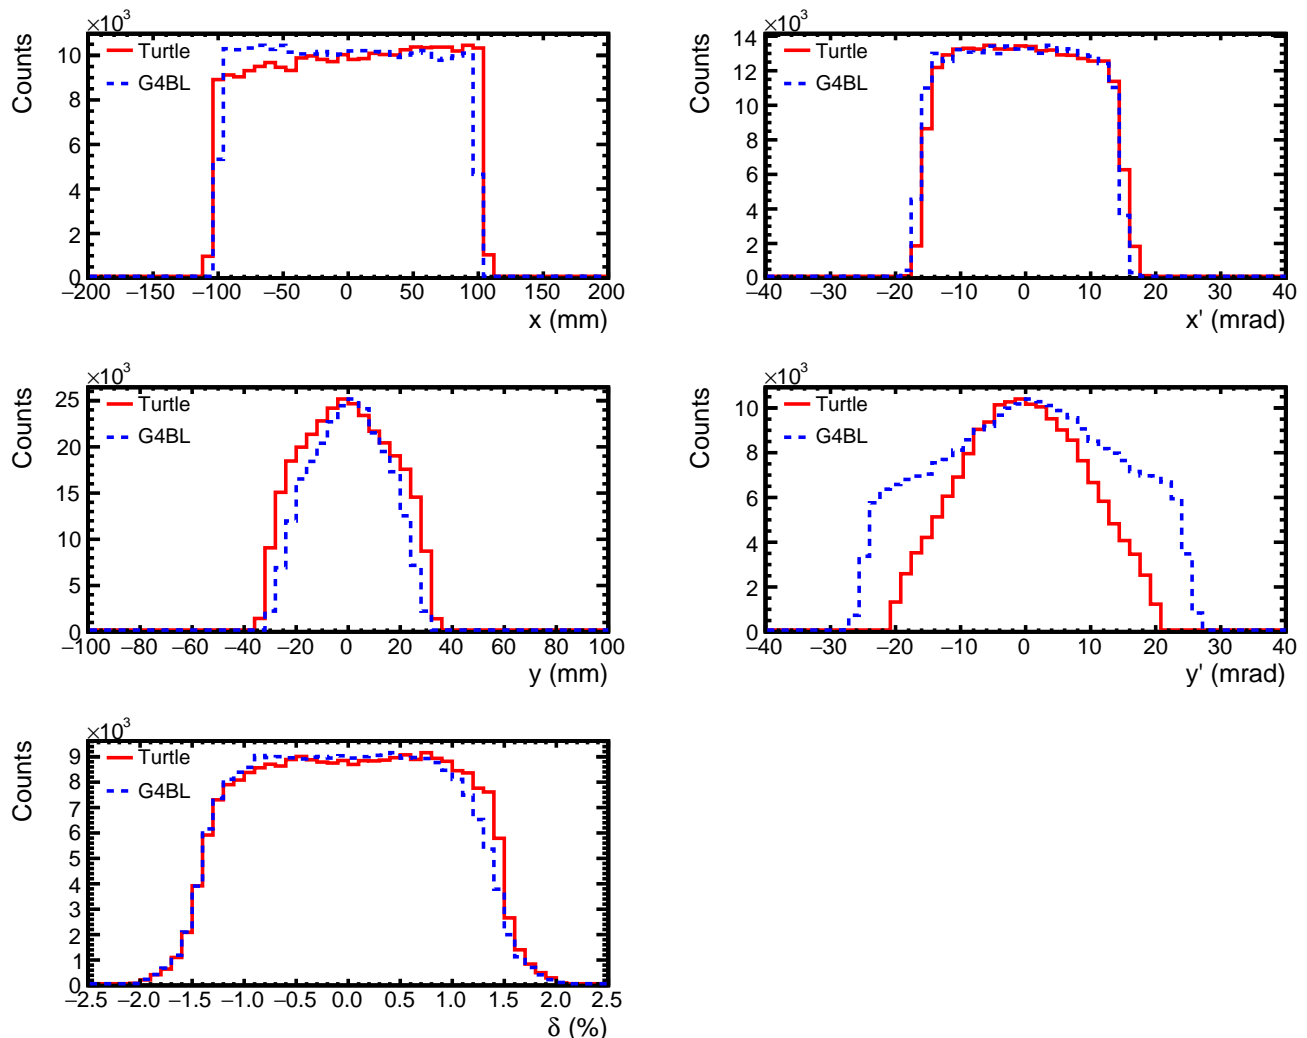 ×10³ ×10³
Counts Counts
Turtle Turtle
G4BL G4BL
10 14
8 12
6 10
4 8
2 6
0 4
2
0
−200 −150 −100 −50 0 50 100 150 200
−40 −30 −20 −10 0 10 20 30 40
x (mm) x' (mrad)
×10³
Counts Counts
Turtle Turtle
G4BL G4BL
25 10
20 8
15 6
10 4
5 2
0 0
−100 −80 −60 −40 −20 0 20 40 60 80 100
−40 −30 −20 −10 0 10 20 30 40
y (mm) y' (mrad)
×10³
Counts
Turtle
G4BL
9
8
7
6
5
4
3
2
1
0
−2.5 −2.0 −1.5 −1.0 −0.5 0.0 0.5 1.0 1.5 2.0 2.5
δ (%)